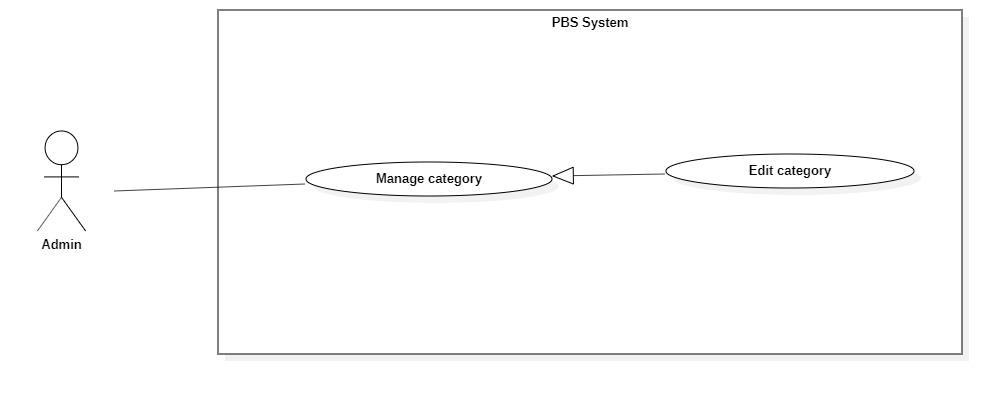 PBS System
Manage category
Edit category
Admin